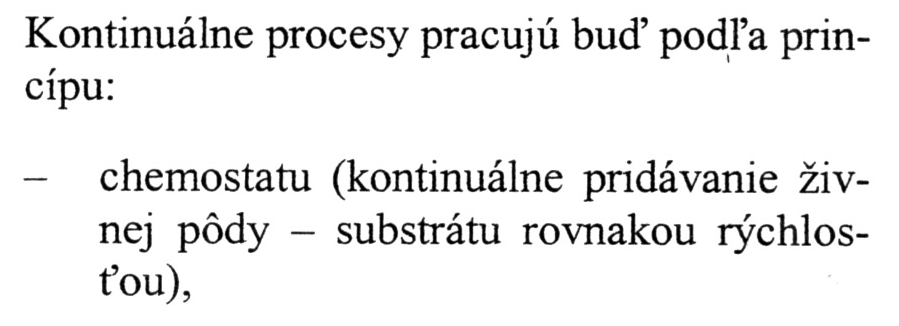 Kontinuálne procesy pracujú buď podľa prin-
cípu:
– chemostatu (kontinuálne pridávanie živ-
nej pôdy – substrátu rovnakou rýchlos-
ťou),